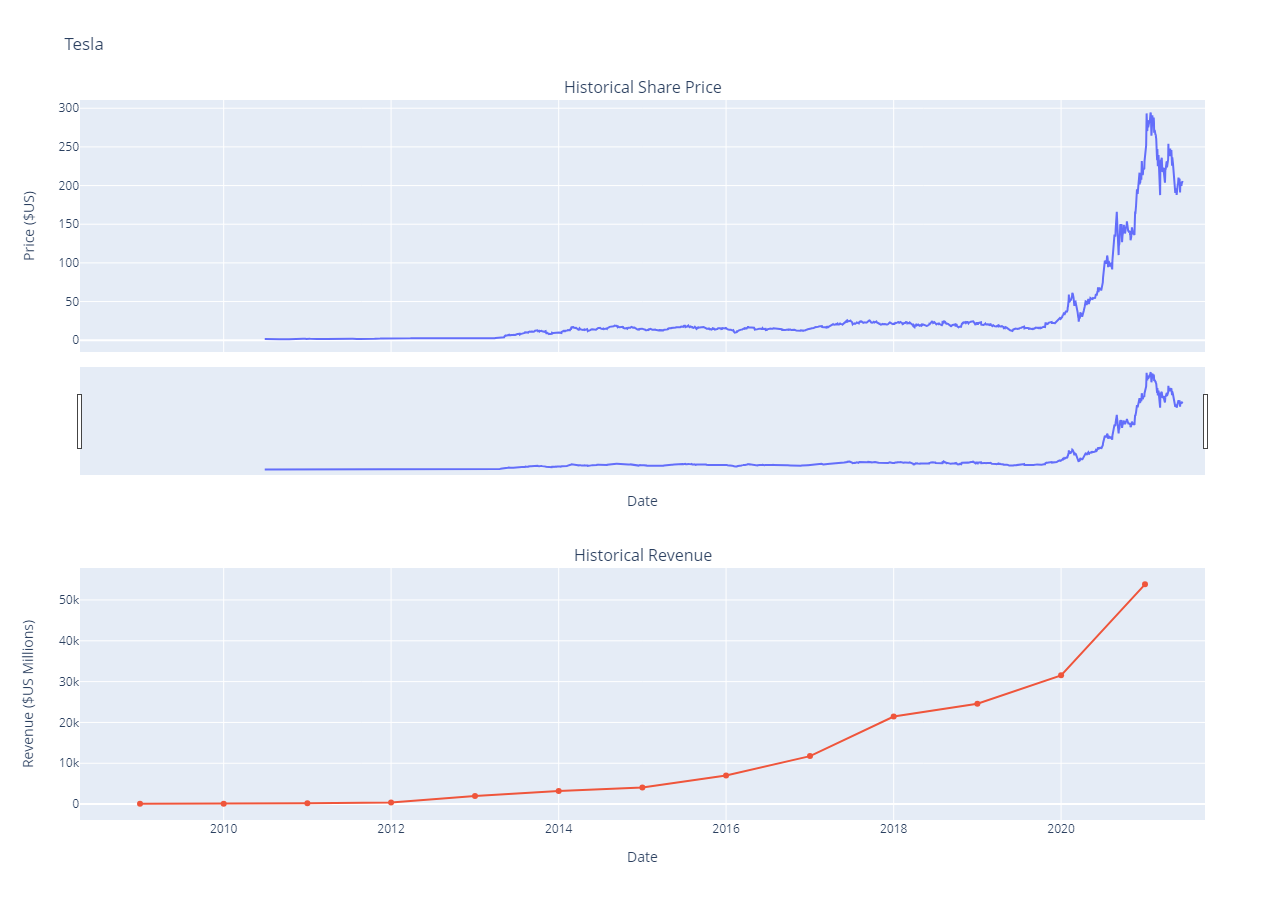 Tesla
Historical Share Price
Price ($US)
300
250
200
150
100
50
0
Date
Historical Revenue
Revenue ($US Millions)
50k
40k
30k
20k
10k
0
2010 2012 2014 2016 2018 2020
Date